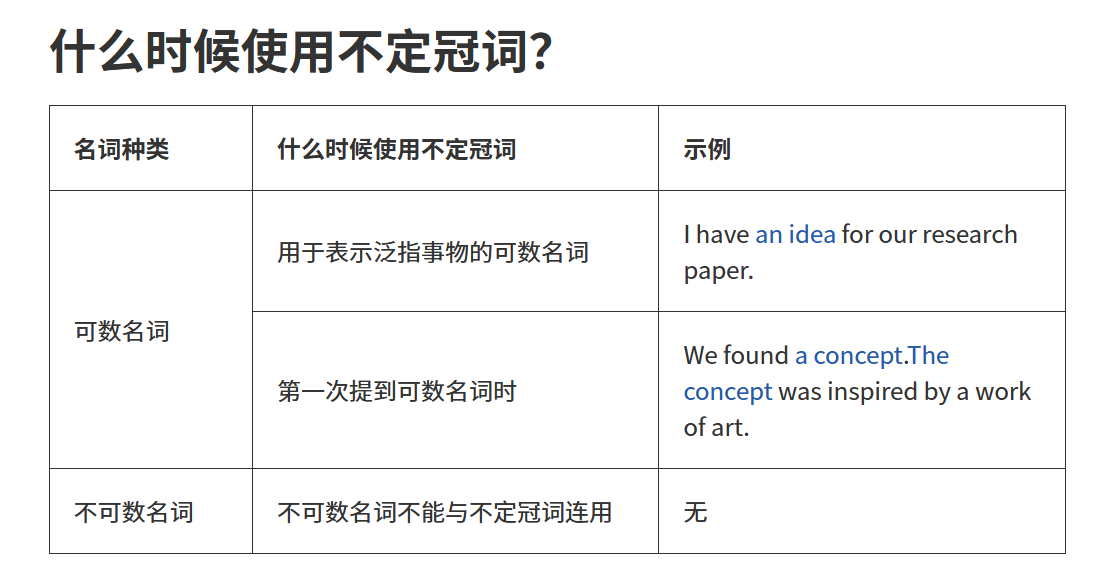 什么时候使用不定冠词？
名词种类
什么时候使用不定冠词
示例
可数名词
用于表示泛指事物的可数名词
I have an idea for our research
paper.
第一次提到可数名词时
We found a concept.The
concept was inspired by a work
of art.
不可数名词
不可数名词不能与不定冠词连用
无